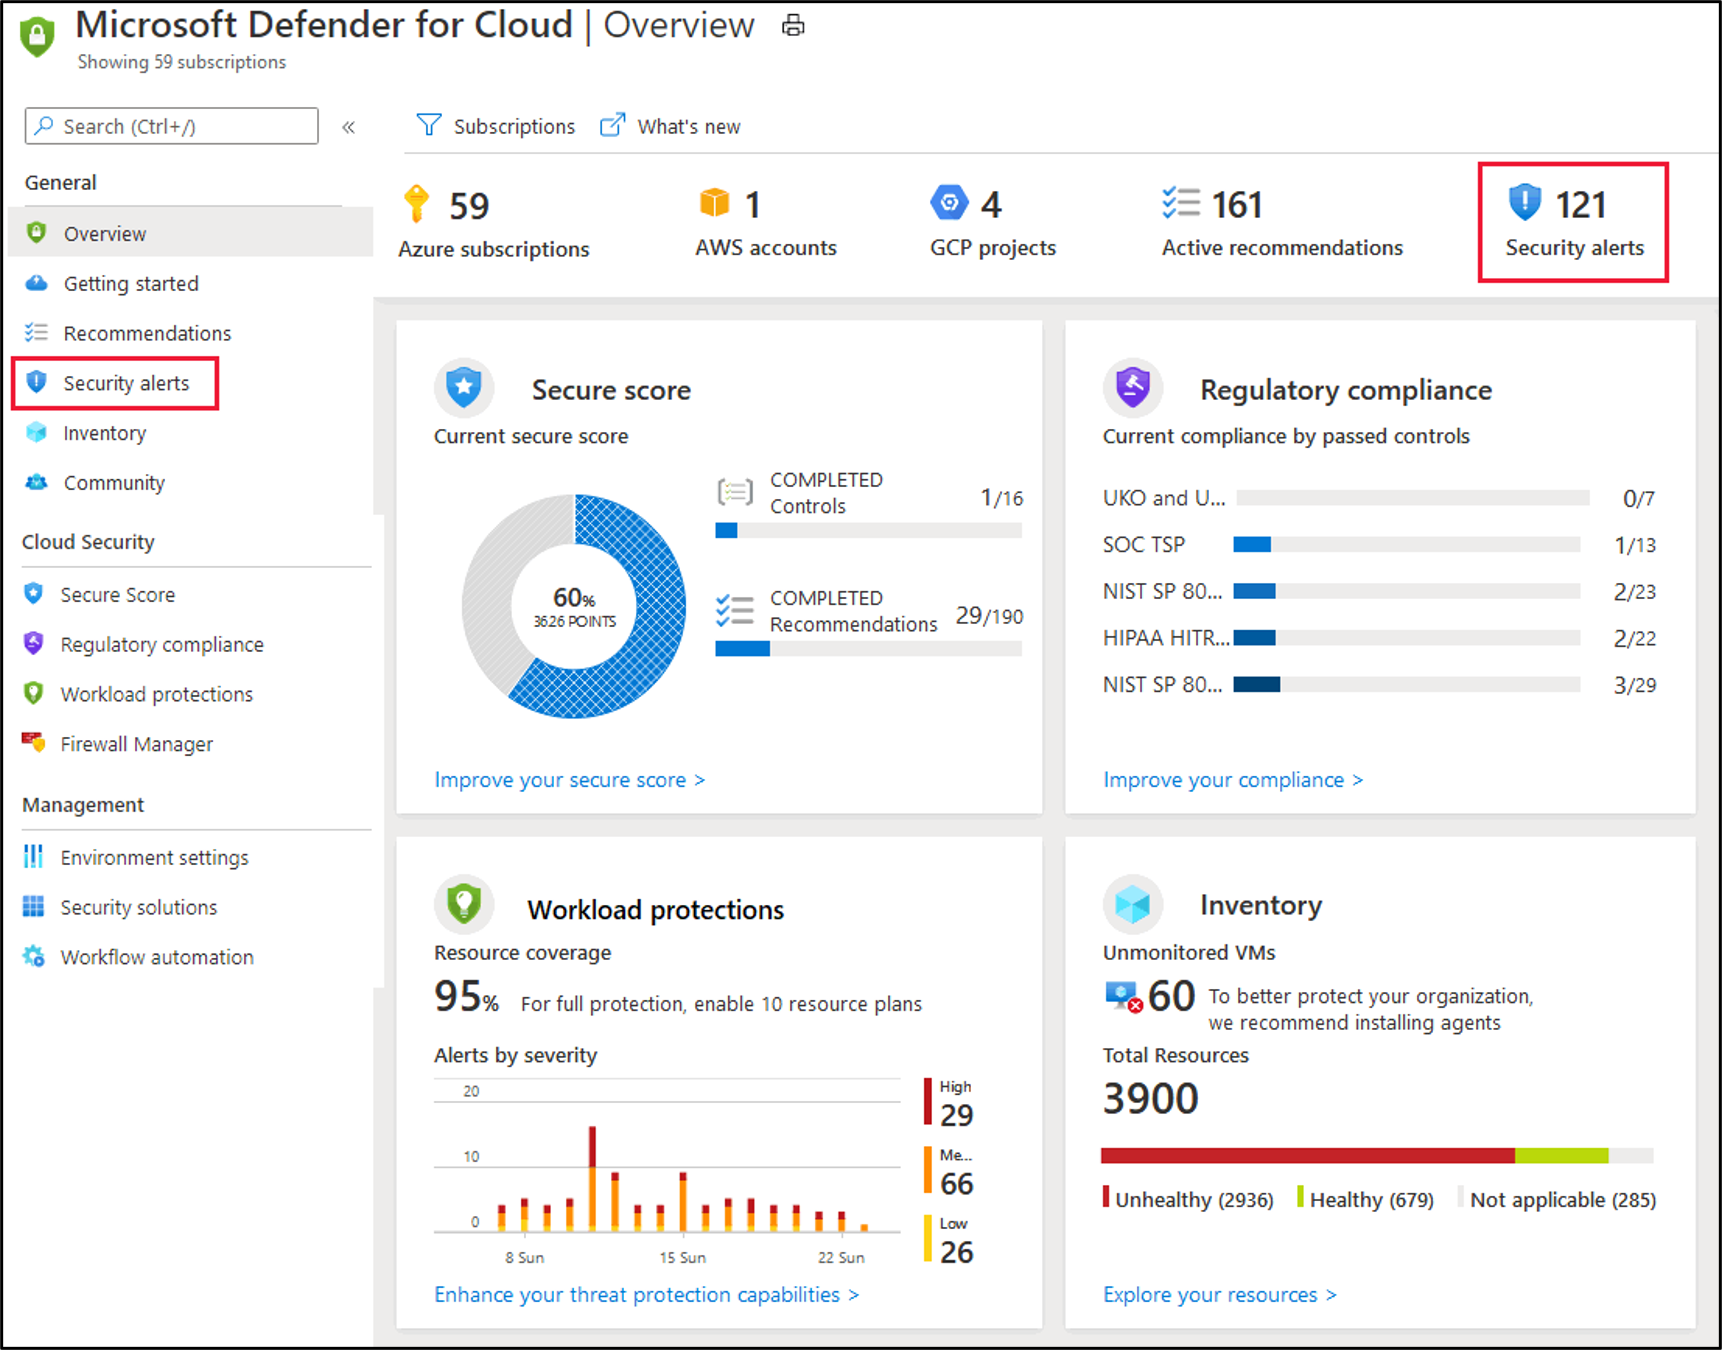 Microsoft Defender for Cloud | Overview
Showing 59 subscriptions
Search (Ctrl+/)
«
Subscriptions
What's new
General
Overview
Getting started
Recommendations
Security alerts
Inventory
Community
Cloud Security
Secure Score
Regulatory compliance
Workload protections
Firewall Manager
Management
Environment settings
Security solutions
Workflow automation
59
Azure subscriptions
1
AWS accounts
4
GCP projects
161
Active recommendations
121
Security alerts
Secure score
Current secure score
60%
36.26 POINTS
COMPLETED
Controls
1/16
COMPLETED
Recommendations
29/190
Improve your secure score >
Regulatory compliance
Current compliance by passed controls
UKO and U... 0/7
SOC TSP 1/13
NIST SP 80... 2/23
HIPAA HITR... 2/22
NIST SP 80... 3/29
Improve your compliance >
Workload protections
Resource coverage
95% For full protection, enable 10 resource plans
Alerts by severity
20
10
0
8 Sun 15 Sun 22 Sun
High
29
Me...
66
Low
26
Enhance your threat protection capabilities >
Inventory
Unmonitored VMs
60 To better protect your organization,
we recommend installing agents
Total Resources
3900
Unhealthy (2936) Healthy (679) Not applicable (285)
Explore your resources >